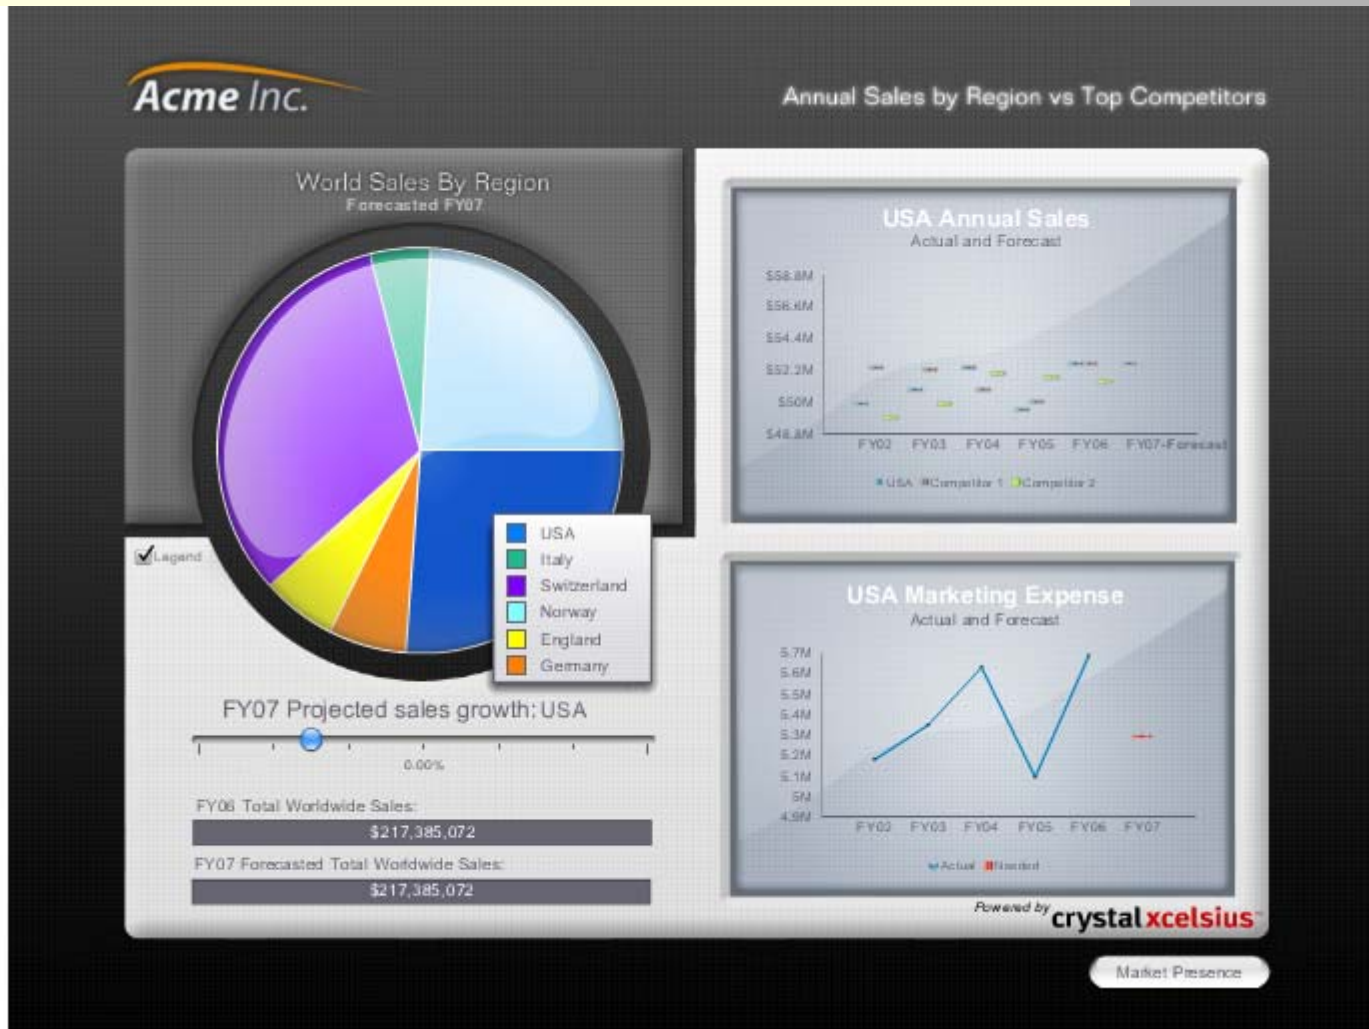 Acme Inc.
Annual Sales by Region vs Top Competitors
World Sales By Region
Forecasted FY07
Legend
USA
Italy
Switzerland
Norway
England
Germany
FY07 Projected sales growth: USA
0.00%
FY06 Total Worldwide Sales:
$217,385,072
FY07 Forecasted Total Worldwide Sales:
$217,385,072
USA Annual Sales
Actual and Forecast
$58.8M
$56.6M
$54.4M
$52.2M
$50M
$48.8M
FY02 FY03 FY04 FY05 FY06 FY07-Forecast
USA Competitor 1 Competitor 2
USA Marketing Expense
Actual and Forecast
5.7M
5.6M
5.5M
5.4M
5.3M
5.2M
5.1M
5M
4.9M
FY02 FY03 FY04 FY05 FY06 FY07
Actual Needed
Powered by
crystal xcelsius
Market Presence